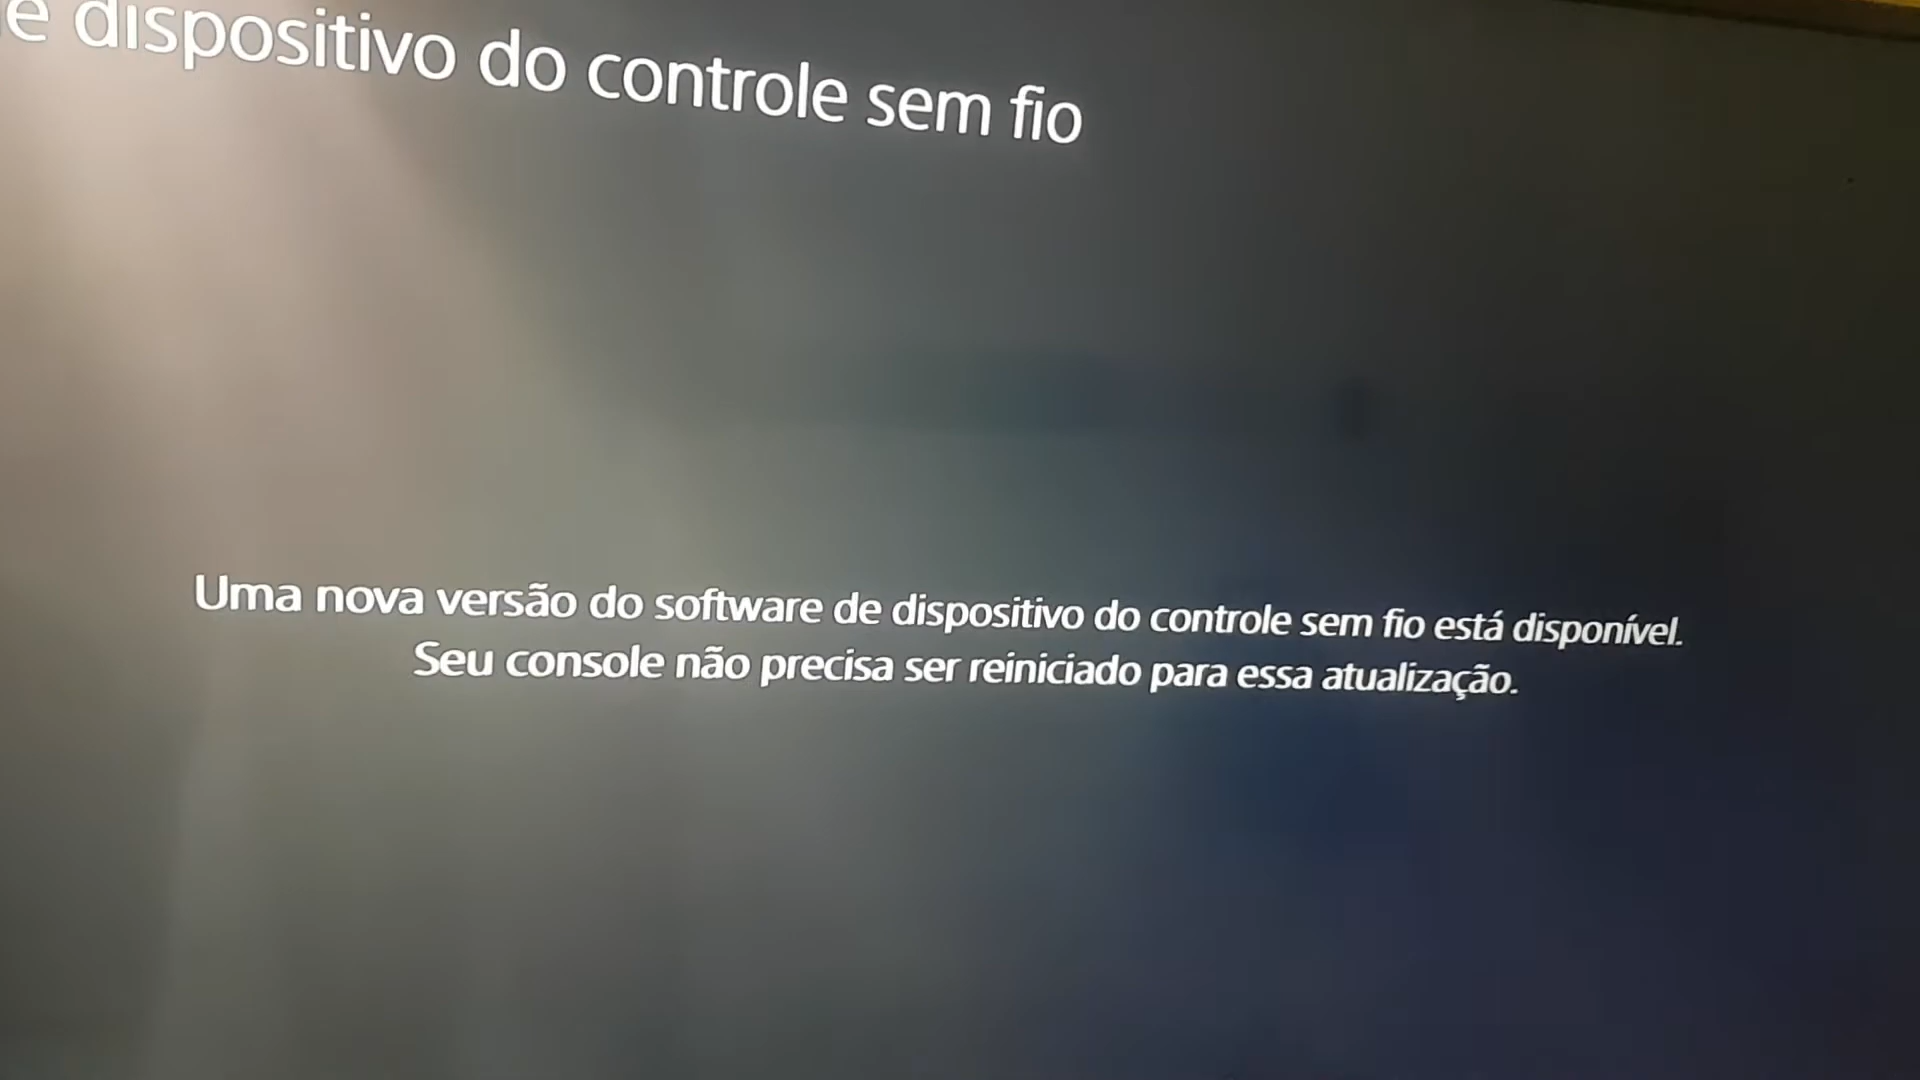 e dispositivo do controle sem fio
Uma nova versão do software de dispositivo do controle sem fio está disponível.
Seu console não precisa ser reiniciado para essa atualização.